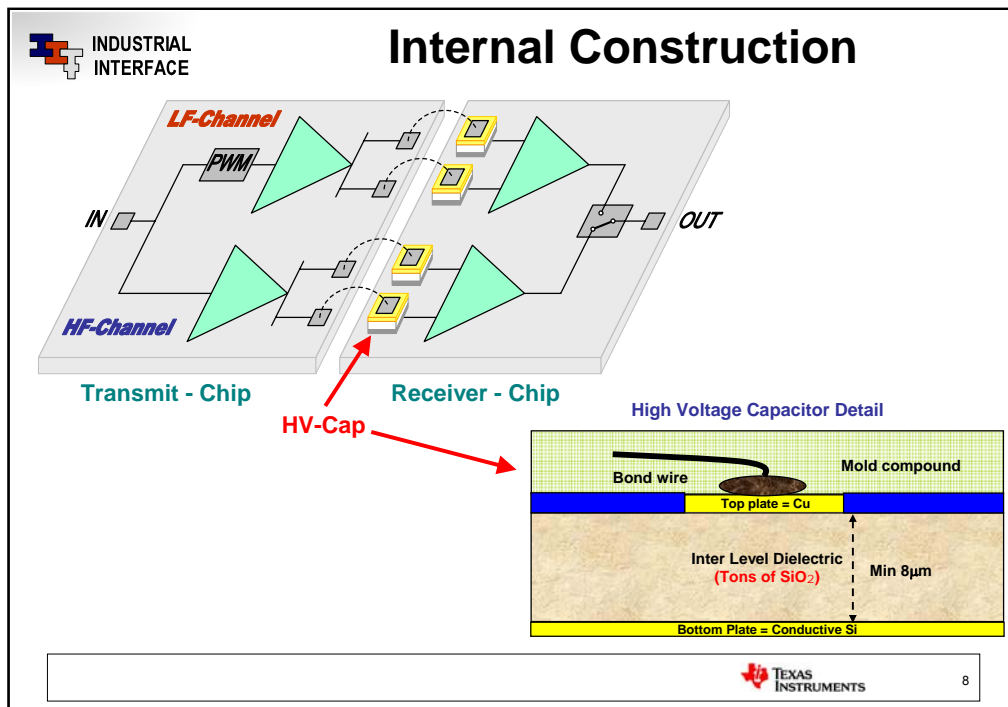 INDUSTRIAL
INTERFACE
Internal Construction
LF-Channel
PWM
IN
OUT
HF-Channel
Transmit - Chip
Receiver - Chip
HV-Cap
High Voltage Capacitor Detail
Bond wire
Mold compound
Top plate = Cu
Inter Level Dielectric
(Tons of SiO2)
Min 8µm
Bottom Plate = Conductive Si
TEXAS
INSTRUMENTS
8